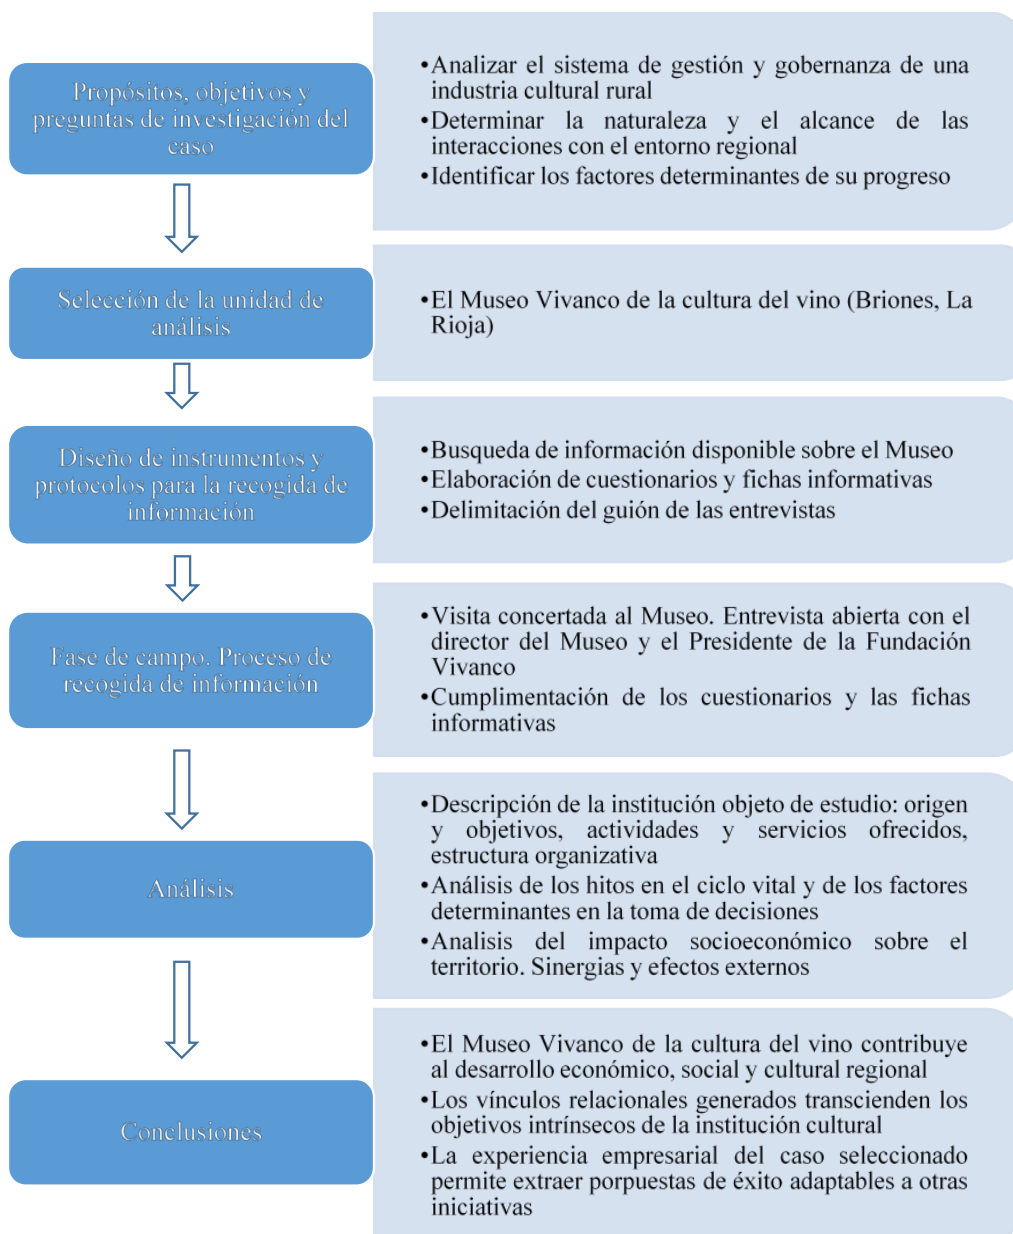 Propósitos, objetivos y
preguntas de investigación del
caso
•Analizar el sistema de gestión y gobernanza de una
industria cultural rural
•Determinar la naturaleza y el alcance de las
interacciones con el entorno regional
•Identificar los factores determinantes de su progreso
Selección de la unidad de
análisis
•El Museo Vivanco de la cultura del vino (Briones, La
Rioja)
Diseño de instrumentos y
protocolos para la recogida de
información
•Busqueda de información disponible sobre el Museo
•Elaboración de cuestionarios y fichas informativas
•Delimitación del guión de las entrevistas
Fase de campo. Proceso de
recogida de información
•Visita concertada al Museo. Entrevista abierta con el
director del Museo y el Presidente de la Fundación
Vivanco
•Cumplimentación de los cuestionarios y las fichas
informativas
Análisis
•Descripción de la institución objeto de estudio: origen
y objetivos, actividades y servicios ofrecidos,
estructura organizativa
•Análisis de los hitos en el ciclo vital y de los factores
determinantes en la toma de decisiones
•Analisis del impacto socioeconómico sobre el
territorio. Sinergias y efectos externos
Conclusiones
•El Museo Vivanco de la cultura del vino contribuye
al desarrollo económico, social y cultural regional
•Los vínculos relacionales generados transcienden los
objetivos intrínsecos de la institución cultural
•La experiencia empresarial del caso seleccionado
permite extraer porpuestas de éxito adaptables a otras
iniciativas